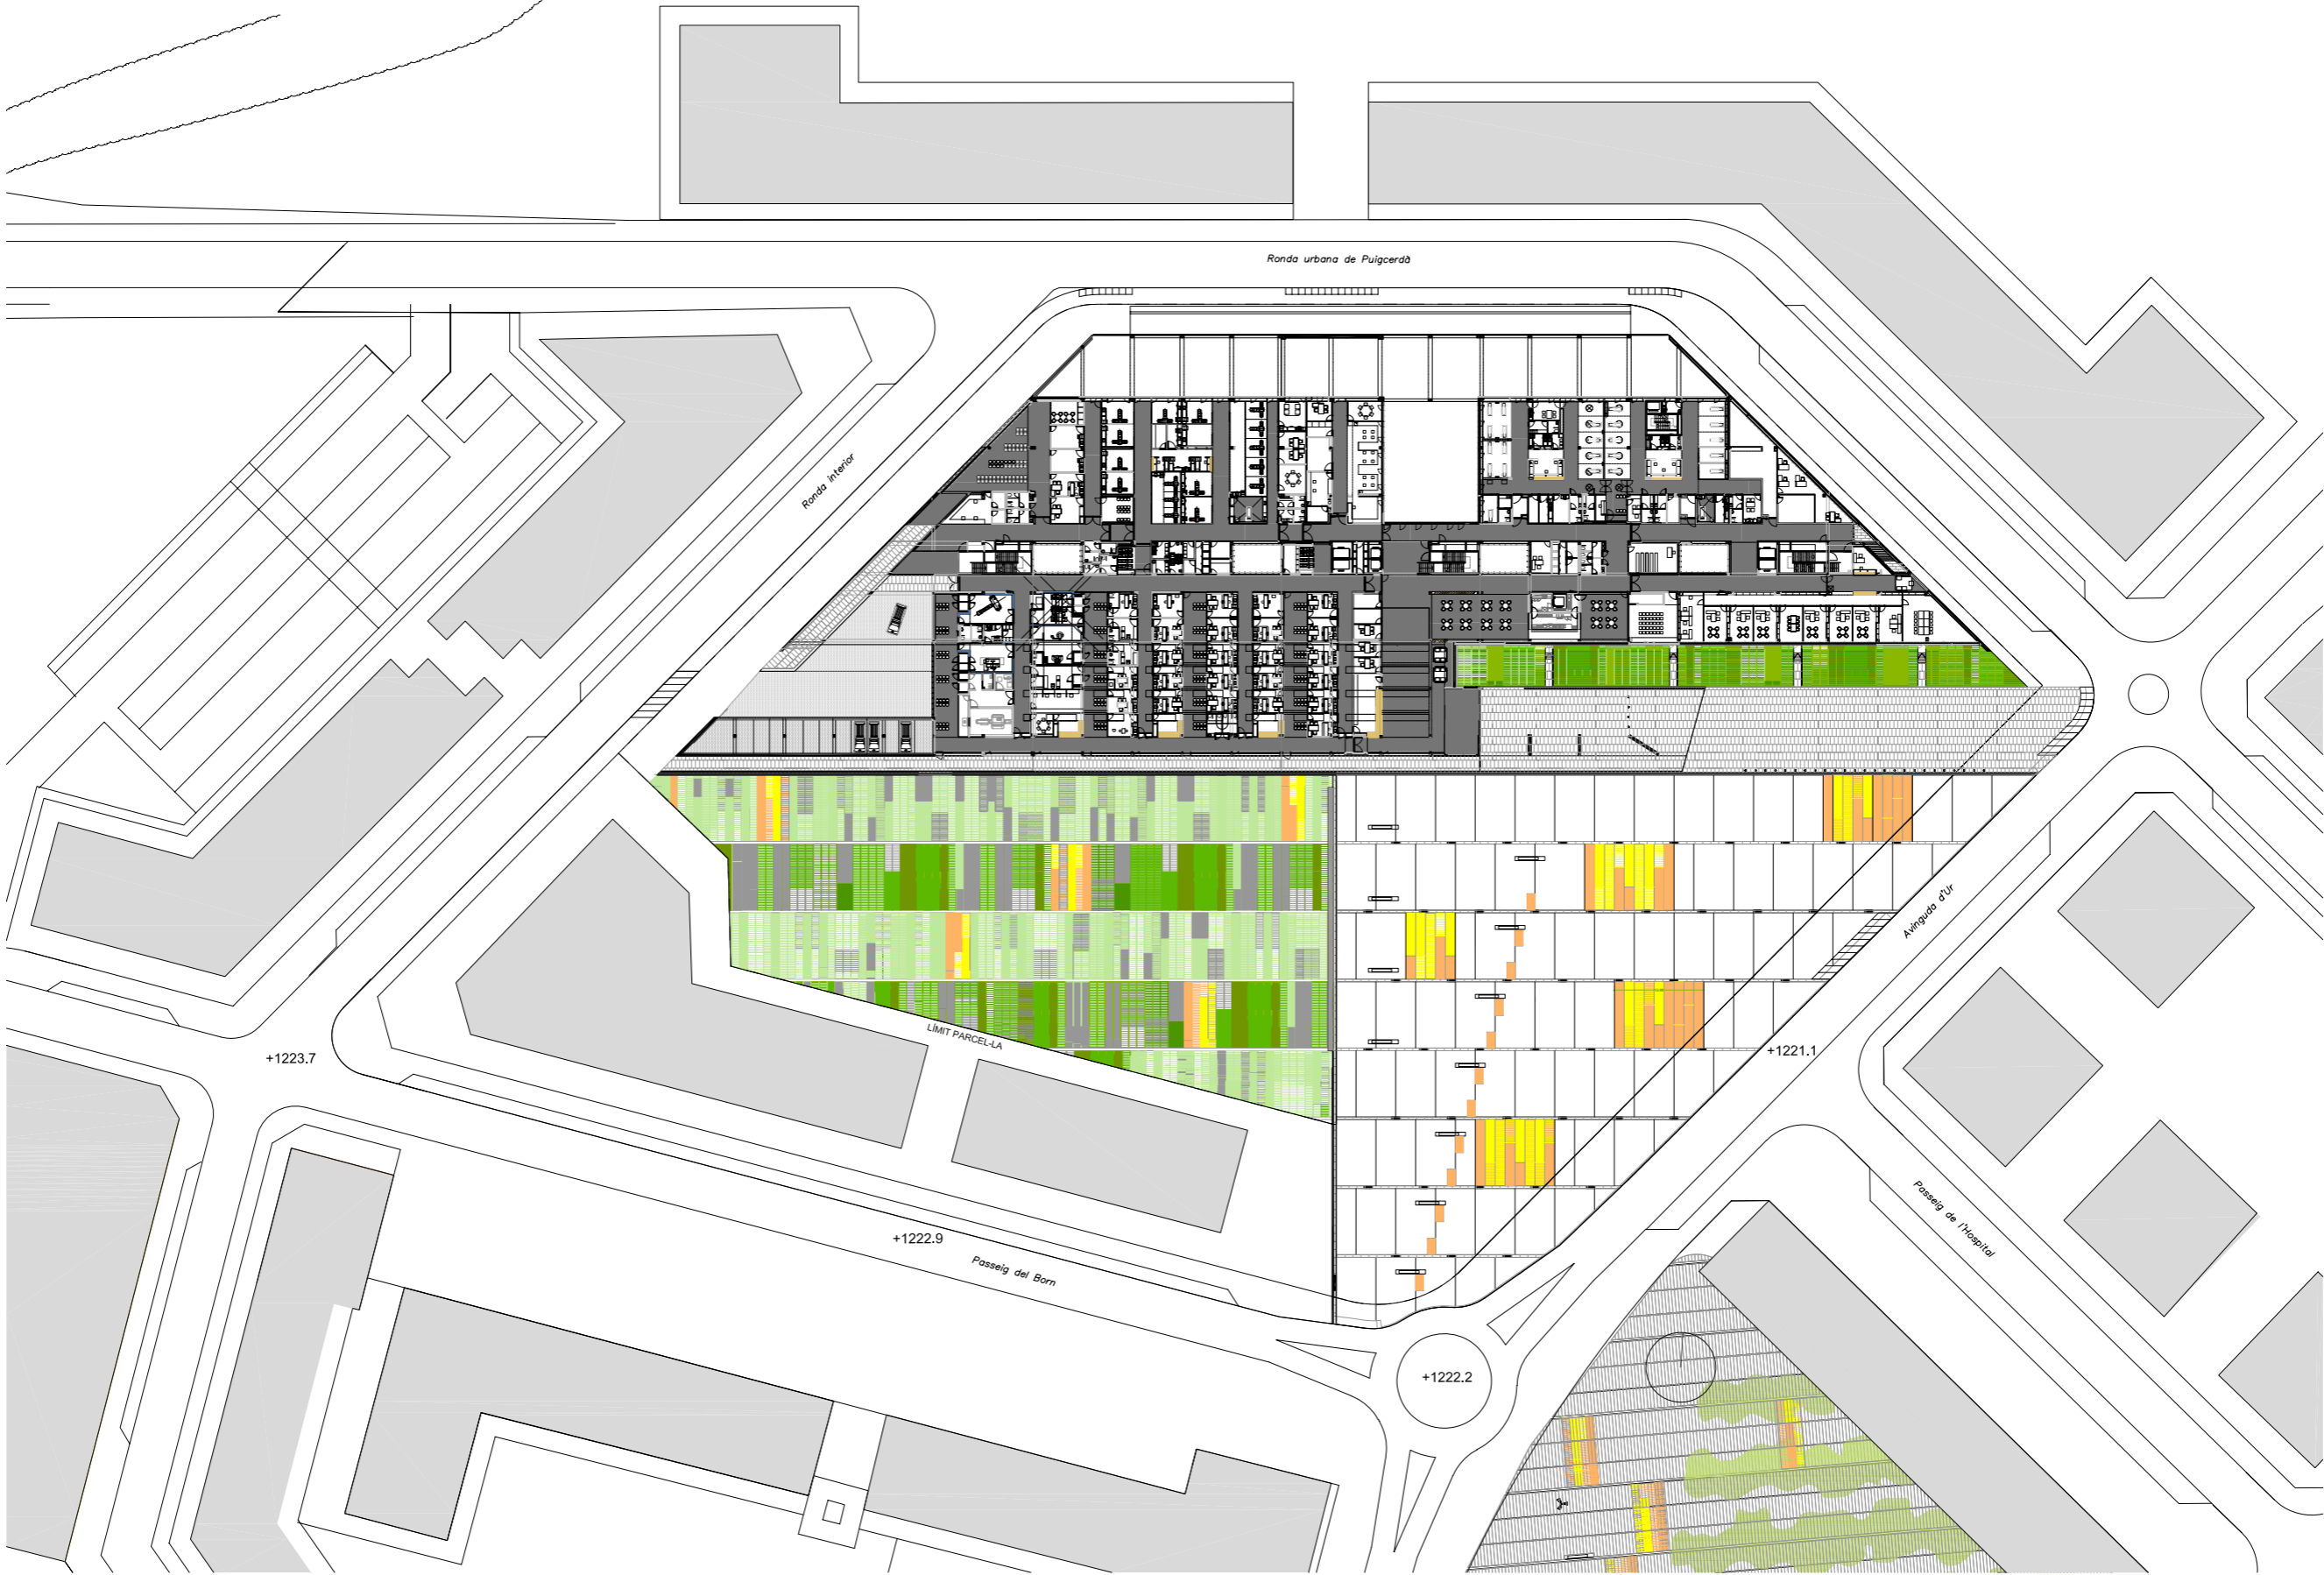 Ronda urbana de Puigcerdà
Ronda interior
Avinguda d'Ur
LÍMIT PARCEL-LA
+1223.7
+1221.1
Passeig de l'Hospital
+1222.9
Passeig del Born
+1222.2